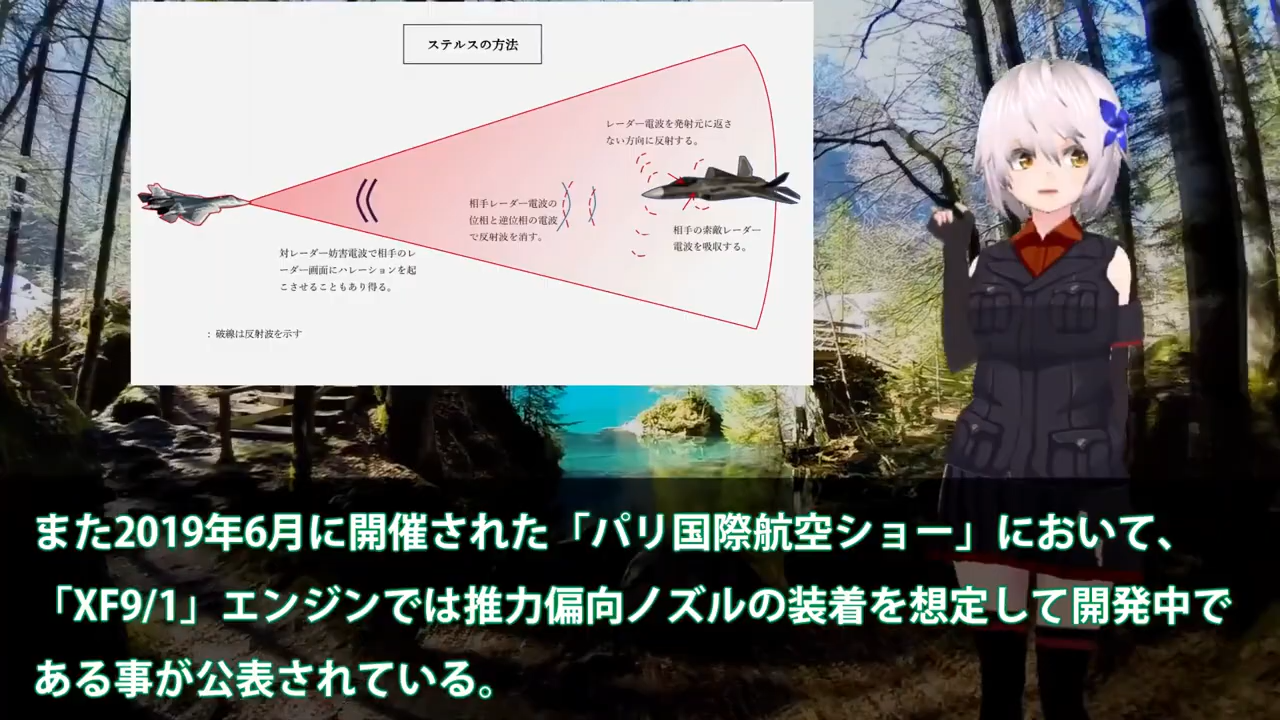 ステルスの方法
レーダー電波を発射元に返さ
ない方向に反射する。
相手レーダー電波の
位相と逆位相の電波
で反射波を消す。
相手の索敵レーダー
電波を吸収する。
対レーダー妨害電波で相手のレ
ーダー画面にハレーションを起
こさせることもあり得る。
：破線は反射波を示す
また2019年6月に開催された「パリ国際航空ショー」において、
「XF9/1」エンジンでは推力偏向ノズルの装着を想定して開発中で
ある事が公表されている。